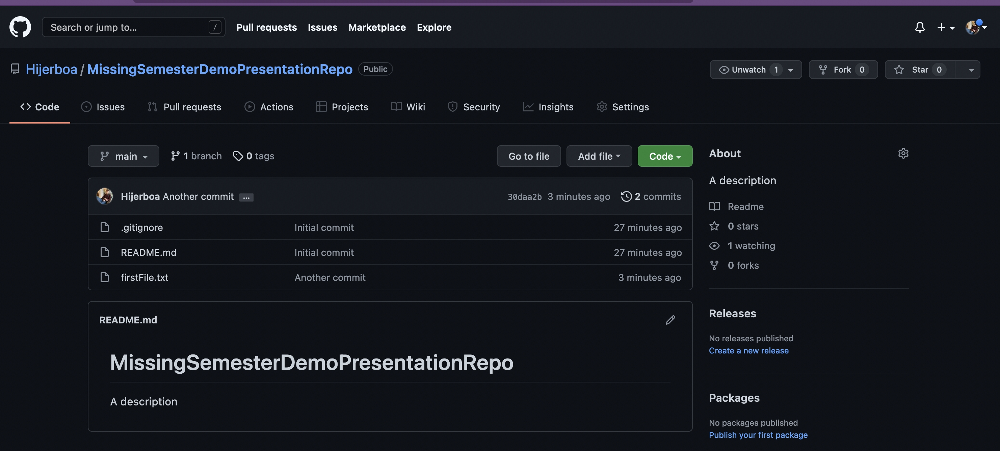 Search or jump to... / Pull requests Issues Marketplace Explore
Hijerboa / MissingSemesterDemoPresentationRepo Public Unwatch 1 Fork 0 Star 0
Code Issues Pull requests Actions Projects Wiki Security Insights Settings
main 1 branch 0 tags Go to file Add file Code
Hijerboa Another commit ... 30daa2b 3 minutes ago 2 commits
.gitignore Initial commit 27 minutes ago
README.md Initial commit 27 minutes ago
firstFile.txt Another commit 3 minutes ago
README.md
MissingSemesterDemoPresentationRepo
A description
About
A description
Readme
0 stars
1 watching
0 forks
Releases
No releases published
Create a new release
Packages
No packages published
Publish your first package